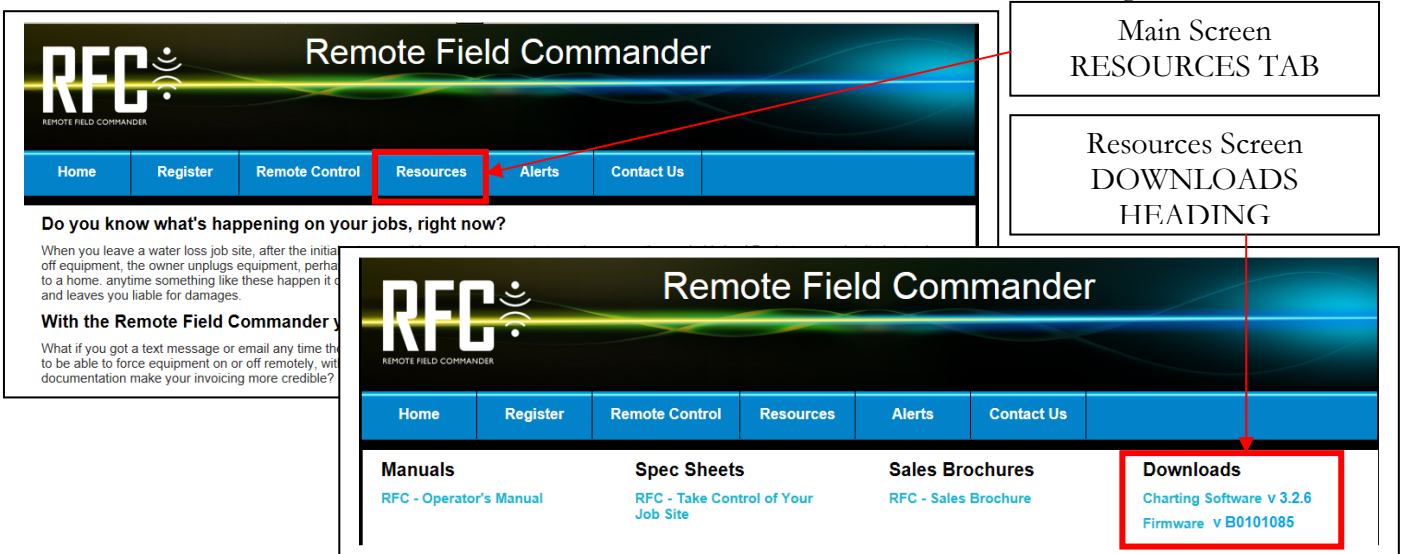 Main Screen
RESOURCES TAB
Resources Screen
DOWNLOADS
HEADING
RFC
REMOTE FIELD COMMANDER
Remote Field Commander
Home Register Remote Control Resources Alerts Contact Us
Do you know what's happening on your jobs, right now?
When you leave a water loss job site, after the initial
off equipment, the owner unplugs equipment, perha
to a home. anytime something like these happen it
and leaves you liable for damages.
With the Remote Field Commander y
What if you got a text message or email any time the
to be able to force equipment on or off remotely, wit
documentation make your invoicing more credible?
RFC
REMOTE FIELD COMMANDER
Remote Field Commander
Home Register Remote Control Resources Alerts Contact Us
Manuals Spec Sheets Sales Brochures Downloads
RFC - Operator's Manual RFC - Take Control of Your RFC - Sales Brochure Charting Software v 3.2.6
Job Site
Firmware v B0101085